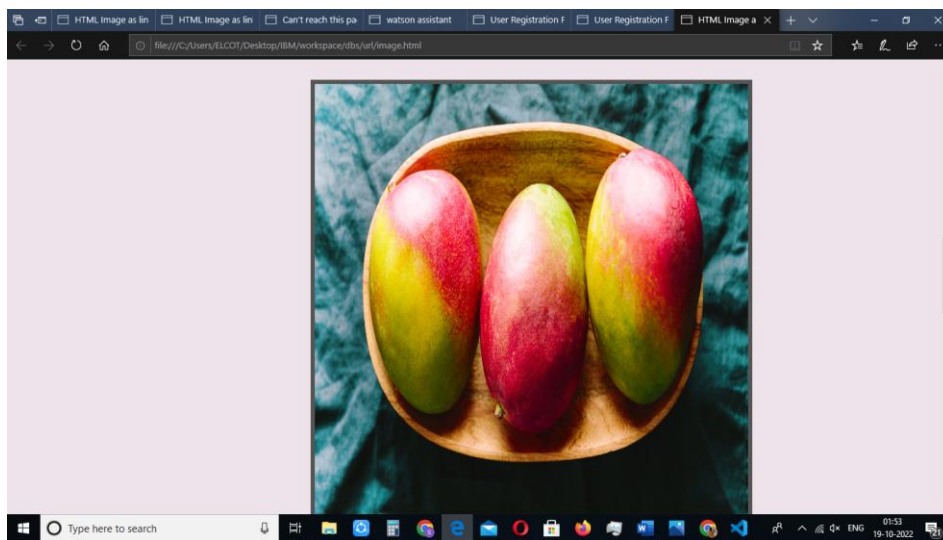 HTML Image as lin
HTML Image as lin
Can't reach this pa
watson assistant
User Registration F
User Registration F
HTML Image a
file:///C:/Users/ELCOT/Desktop/IBM/workspace/dbs/url/image.html
Type here to search
ENG
01:53
19-10-2022